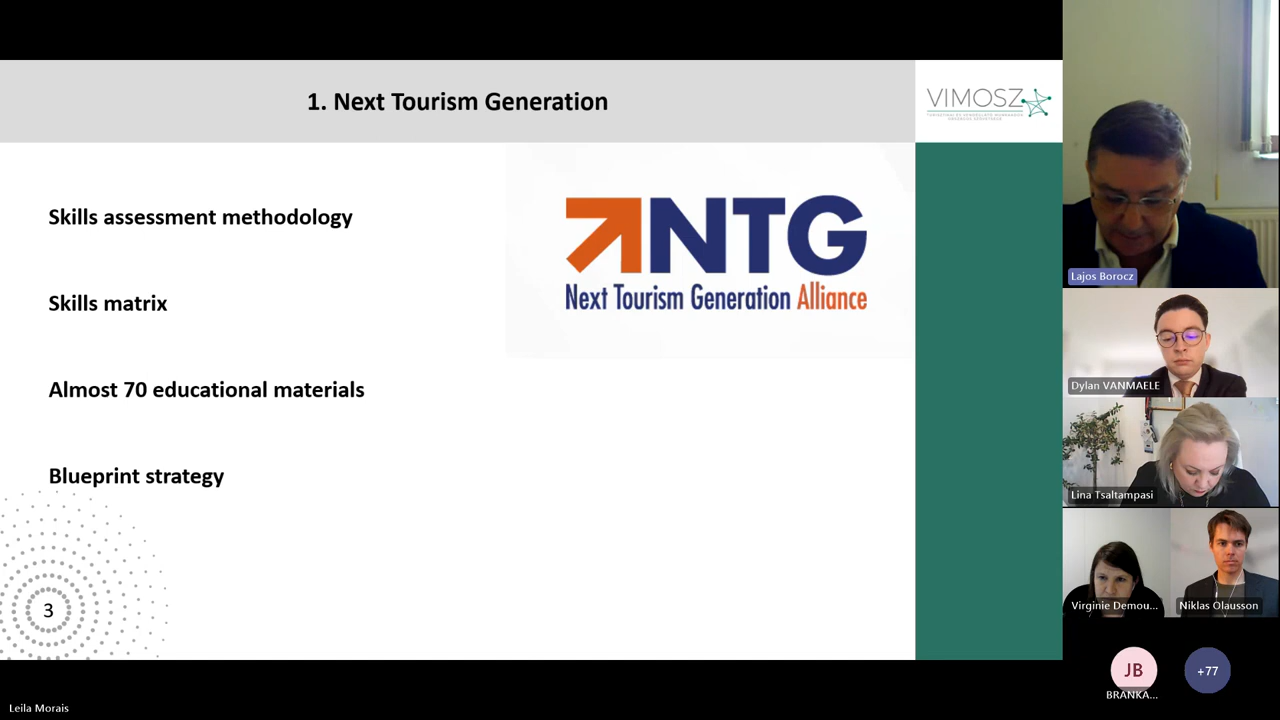 1. Next Tourism Generation
VIMOSZ
Skills assessment methodology
NTG
Next Tourism Generation Alliance
Skills matrix
Almost 70 educational materials
Blueprint strategy
3
Lajos Borocz
Dylan VANMAELE
Lina Tsaltampasi
Virginie Demou...
Niklas Olausson
JB
+77
BRANKA...
Leila Morais